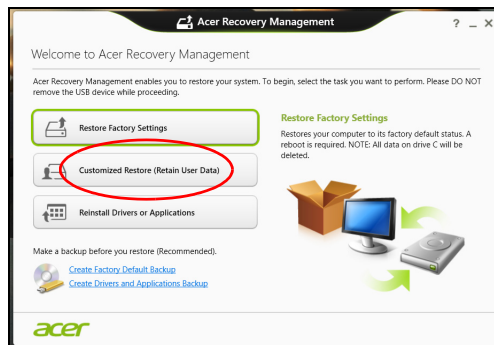 Acer Recovery Management
? _ X
Welcome to Acer Recovery Management
Acer Recovery Management enables you to restore your system. To begin, select the task you want to perform. Please DO NOT
remove the USB device while proceeding.
Restore Factory Settings
Customized Restore (Retain User Data)
Reinstall Drivers or Applications
Restore Factory Settings
Restores your computer to its factory default status. A
reboot is required. NOTE: All data on drive C will be
deleted.
Make a backup before you restore (Recommended).
Create Factory Default Backup
Create Drivers and Applications Backup
acer